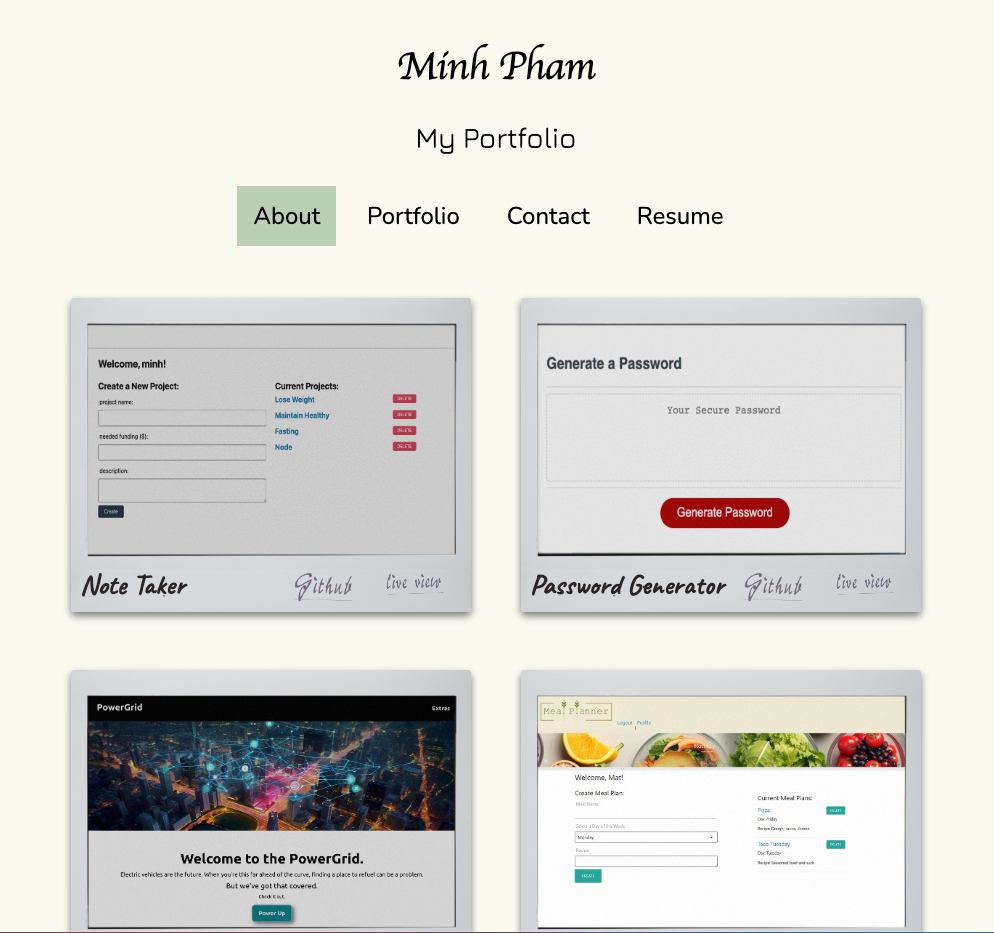 Minh Pham
My Portfolio
About Portfolio Contact Resume
Welcome, minh!
Create a New Project:
project name:
needed funding ($):
description:
Create
Current Projects:
Lose Weight DELETE
Maintain Healthy DELETE
Fasting DELETE
Node DELETE
Note Taker Github live view
Generate a Password
Your Secure Password
Generate Password
Password Generator Github live view
PowerGrid Extras
Welcome to the PowerGrid.
Electric vehicles are the future. When you're this far ahead of the curve, finding a place to refuel can be a problem.
But we've got that covered.
Check it out.
Power Up
Meal Planner
Logout Profile
Welcome, Mat!
Create Meal Plan:
Meal Name
Select a Day of the Week:
Monday
Recipe:
CREATE
Current Meal Plans:
Pizza DELETE
Day: Friday
Recipe: Dough, sauce, cheese
Taco Tuesday DELETE
Day: Tuesday
Recipe: Seasoned beef and